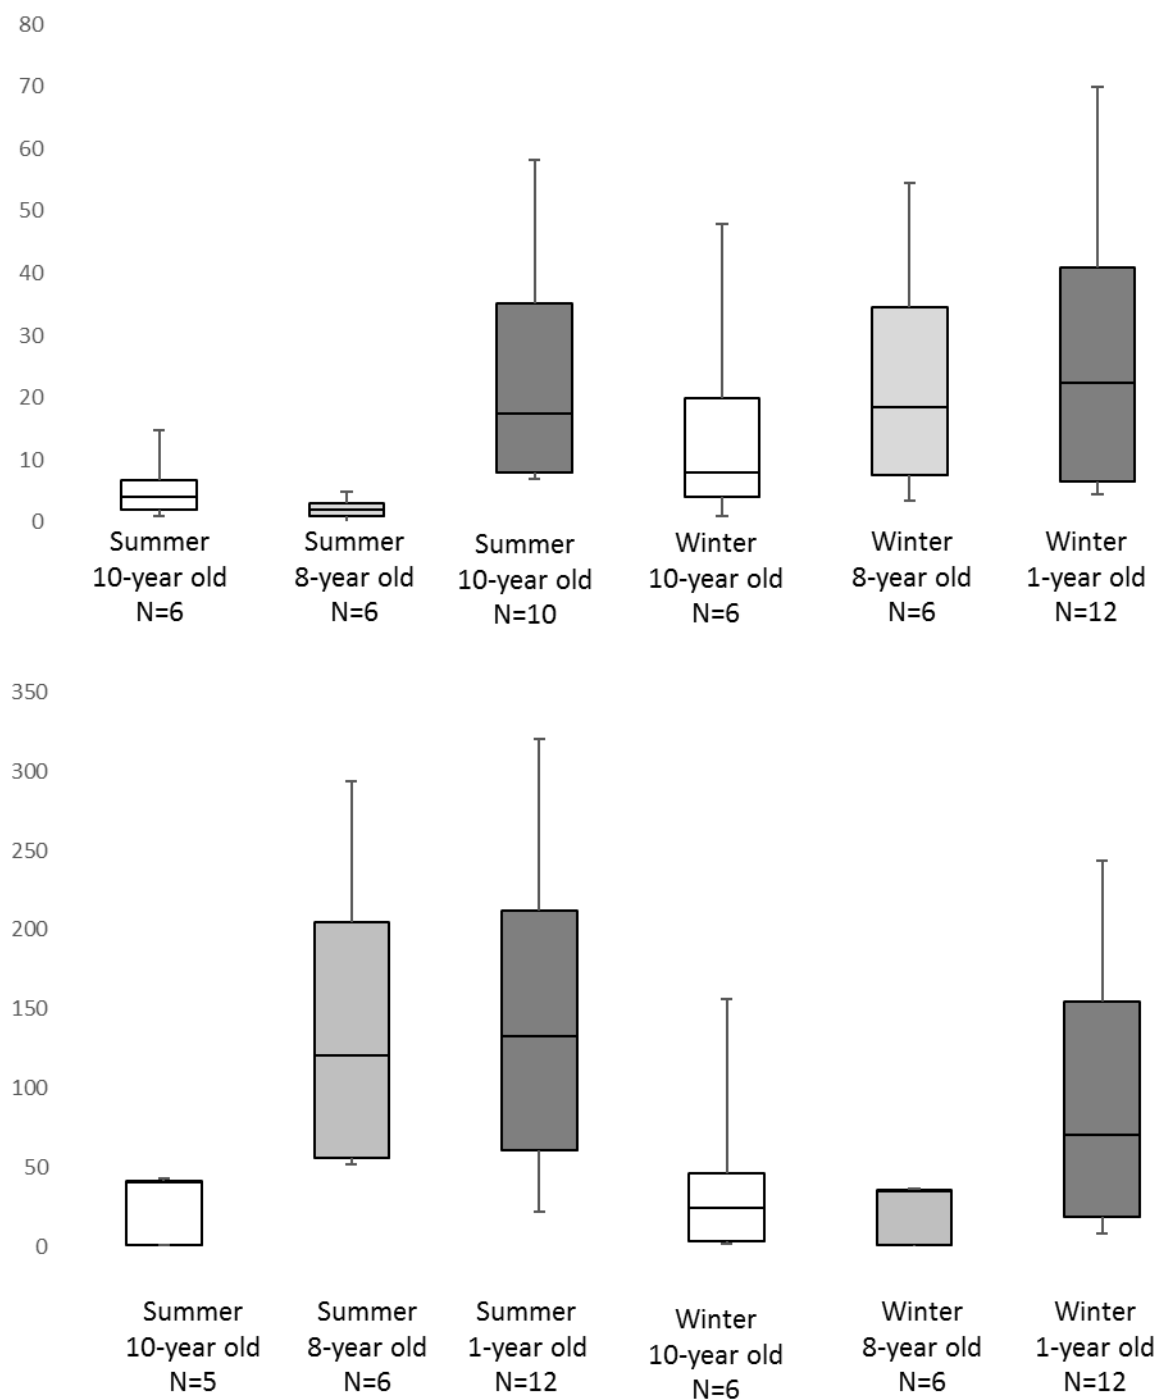 80
70
60
50
40
30
20
10
0
Summer
10-year old
N=6
Summer
8-year old
N=6
Summer
10-year old
N=10
Winter
10-year old
N=6
Winter
8-year old
N=6
Winter
1-year old
N=12
350
300
250
200
150
100
50
0
Summer
10-year old
N=5
Summer
8-year old
N=6
Summer
1-year old
N=12
Winter
10-year old
N=6
Winter
8-year old
N=6
Winter
1-year old
N=12